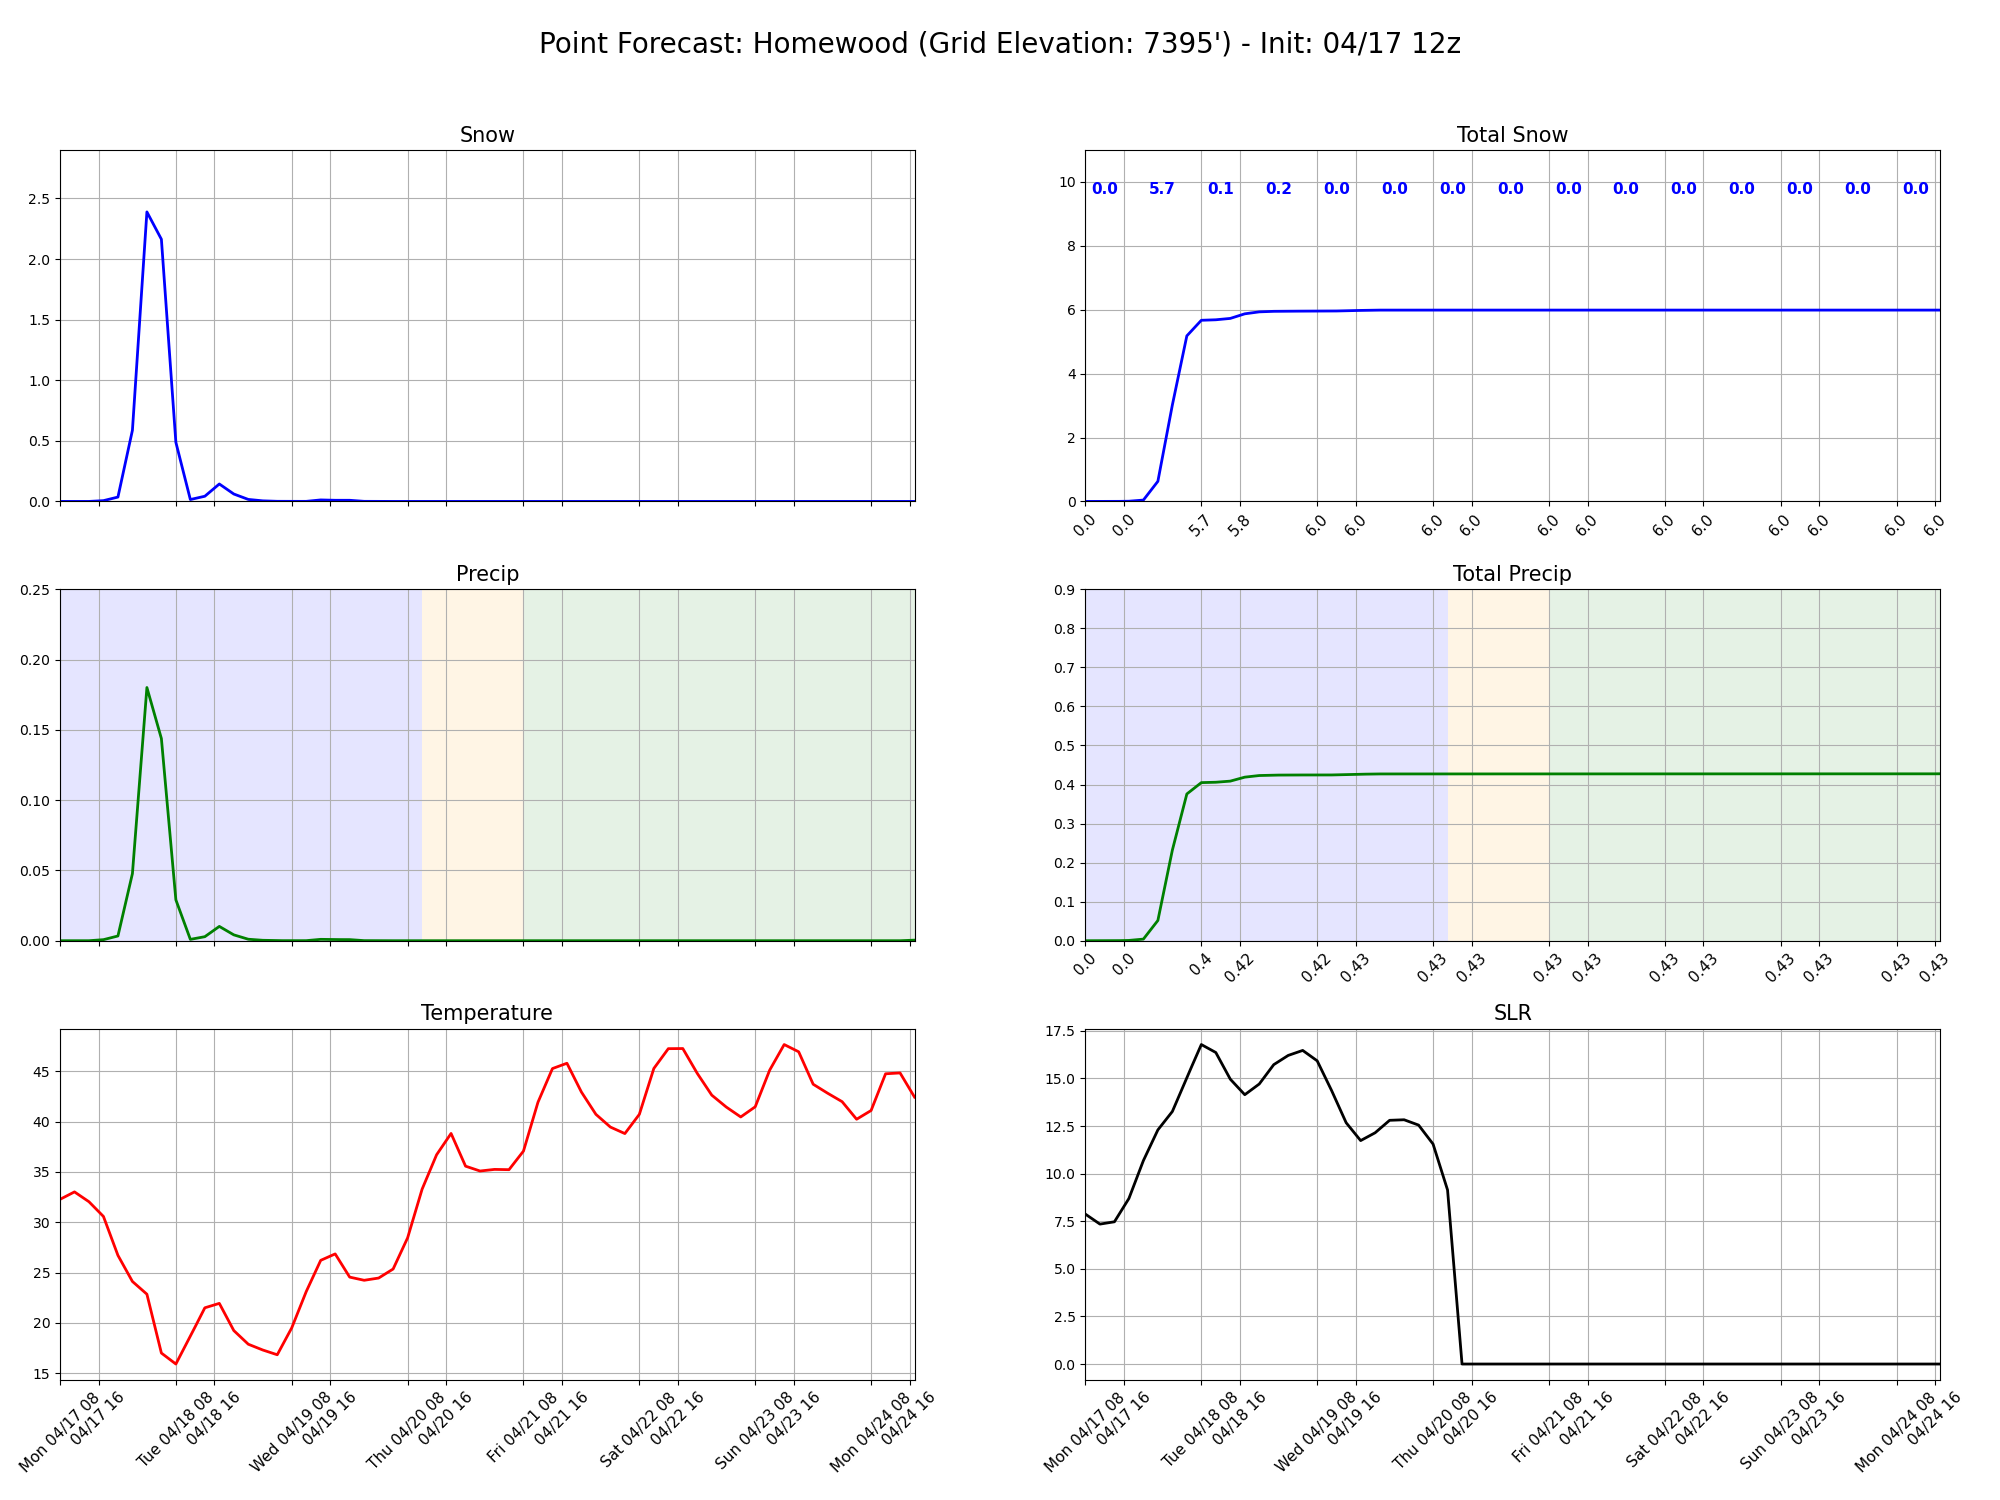 Point Forecast: Homewood (Grid Elevation: 7395') - Init: 04/17 12z
Snow
2.5
2.0
1.5
1.0
0.5
0.0
Total Snow
10
8
6
4
2
0
0.0 5.7 0.1 0.2 0.0 0.0 0.0 0.0 0.0 0.0 0.0 0.0 0.0 0.0 0.0
0.0 0.0 5.7 5.8 6.0 6.0 6.0 6.0 6.0 6.0 6.0 6.0 6.0 6.0 6.0 6.0
Precip
0.25
0.20
0.15
0.10
0.05
0.00
Total Precip
0.9
0.8
0.7
0.6
0.5
0.4
0.3
0.2
0.1
0.0
0.0 0.0 0.4 0.42 0.42 0.43 0.43 0.43 0.43 0.43 0.43 0.43 0.43 0.43 0.43 0.43
Temperature
45
40
35
30
25
20
15
Mon 04/17 08
04/17 16
Tue 04/18 08
04/18 16
Wed 04/19 08
04/19 16
Thu 04/20 08
04/20 16
Fri 04/21 08
04/21 16
Sat 04/22 08
04/22 16
Sun 04/23 08
04/23 16
Mon 04/24 08
04/24 16
SLR
17.5
15.0
12.5
10.0
7.5
5.0
2.5
0.0
Mon 04/17 08
04/17 16
Tue 04/18 08
04/18 16
Wed 04/19 08
04/19 16
Thu 04/20 08
04/20 16
Fri 04/21 08
04/21 16
Sat 04/22 08
04/22 16
Sun 04/23 08
04/23 16
Mon 04/24 08
04/24 16